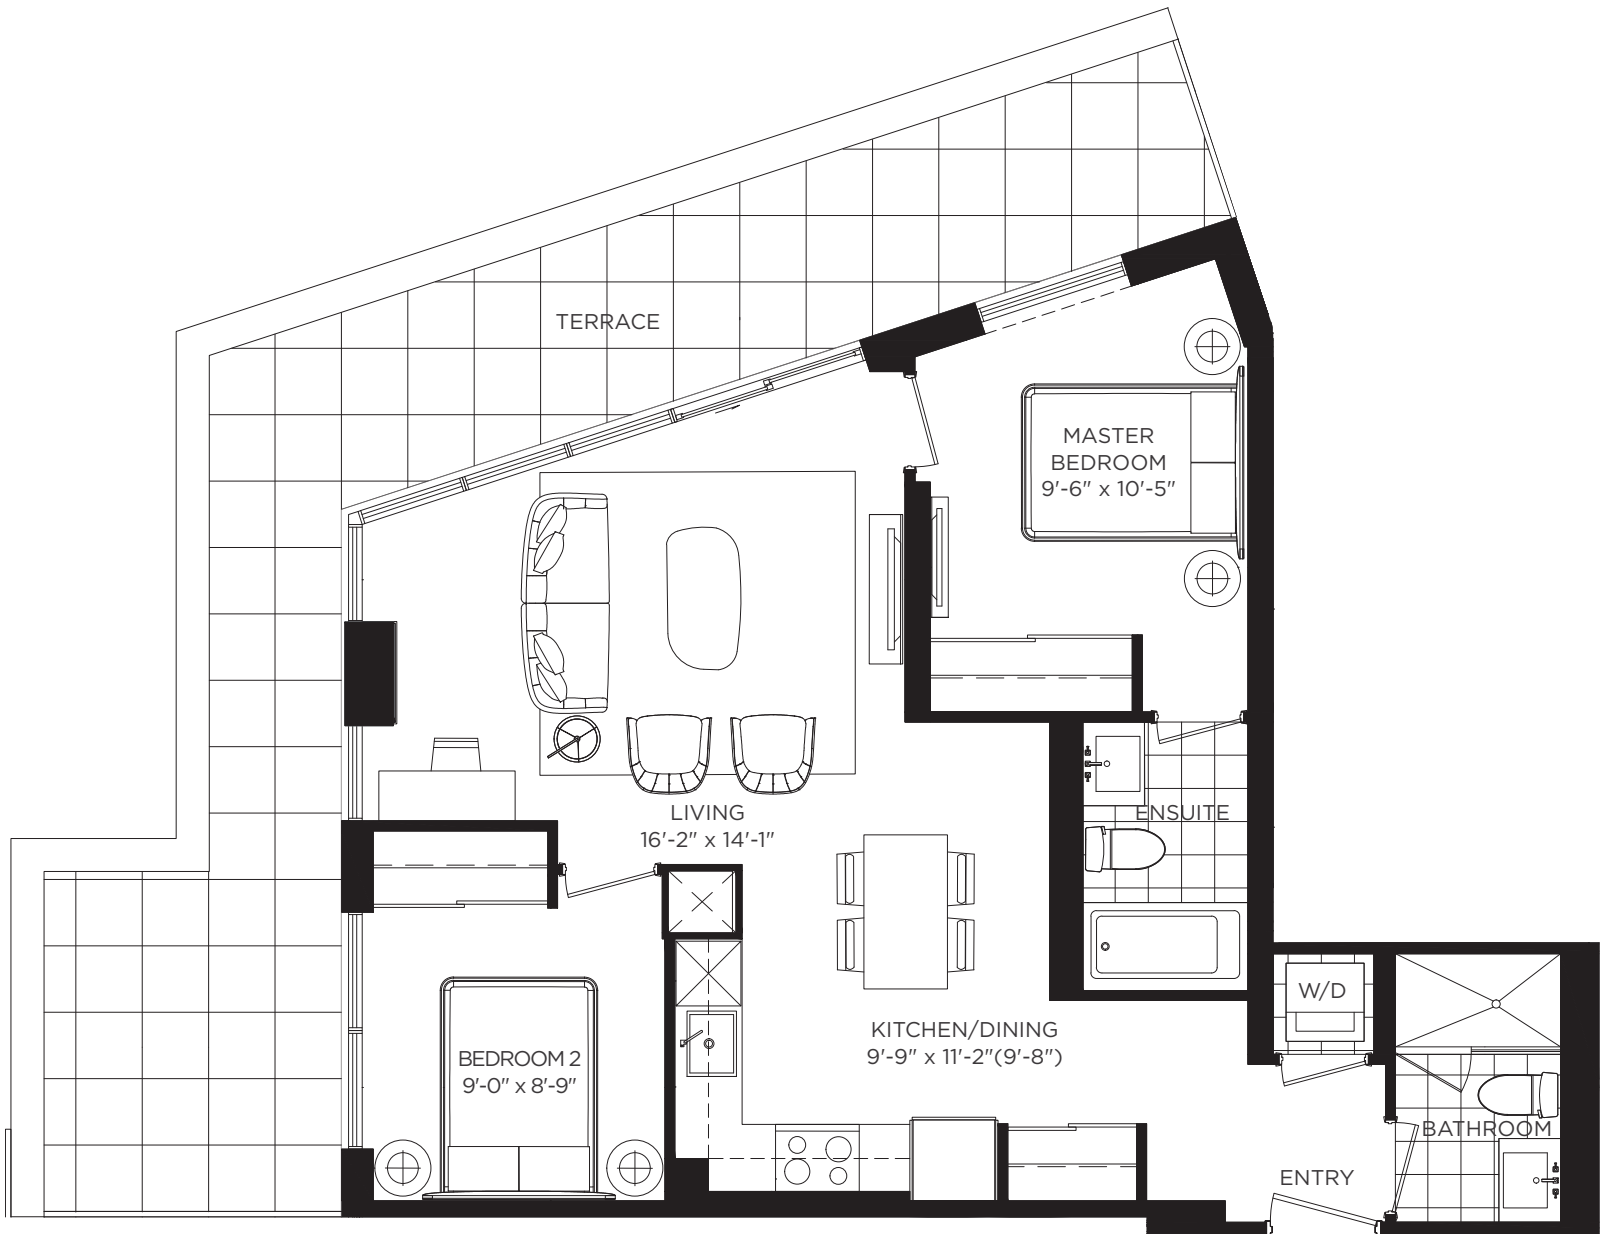 TERRACE
MASTER
BEDROOM
9'-6" x 10'-5"
LIVING
16'-2" x 14'-1"
ENSUITE
W/D
KITCHEN/DINING
9'-9" x 11'-2"(9'-8")
BEDROOM 2
9'-0" x 8'-9"
BATHROOM
ENTRY